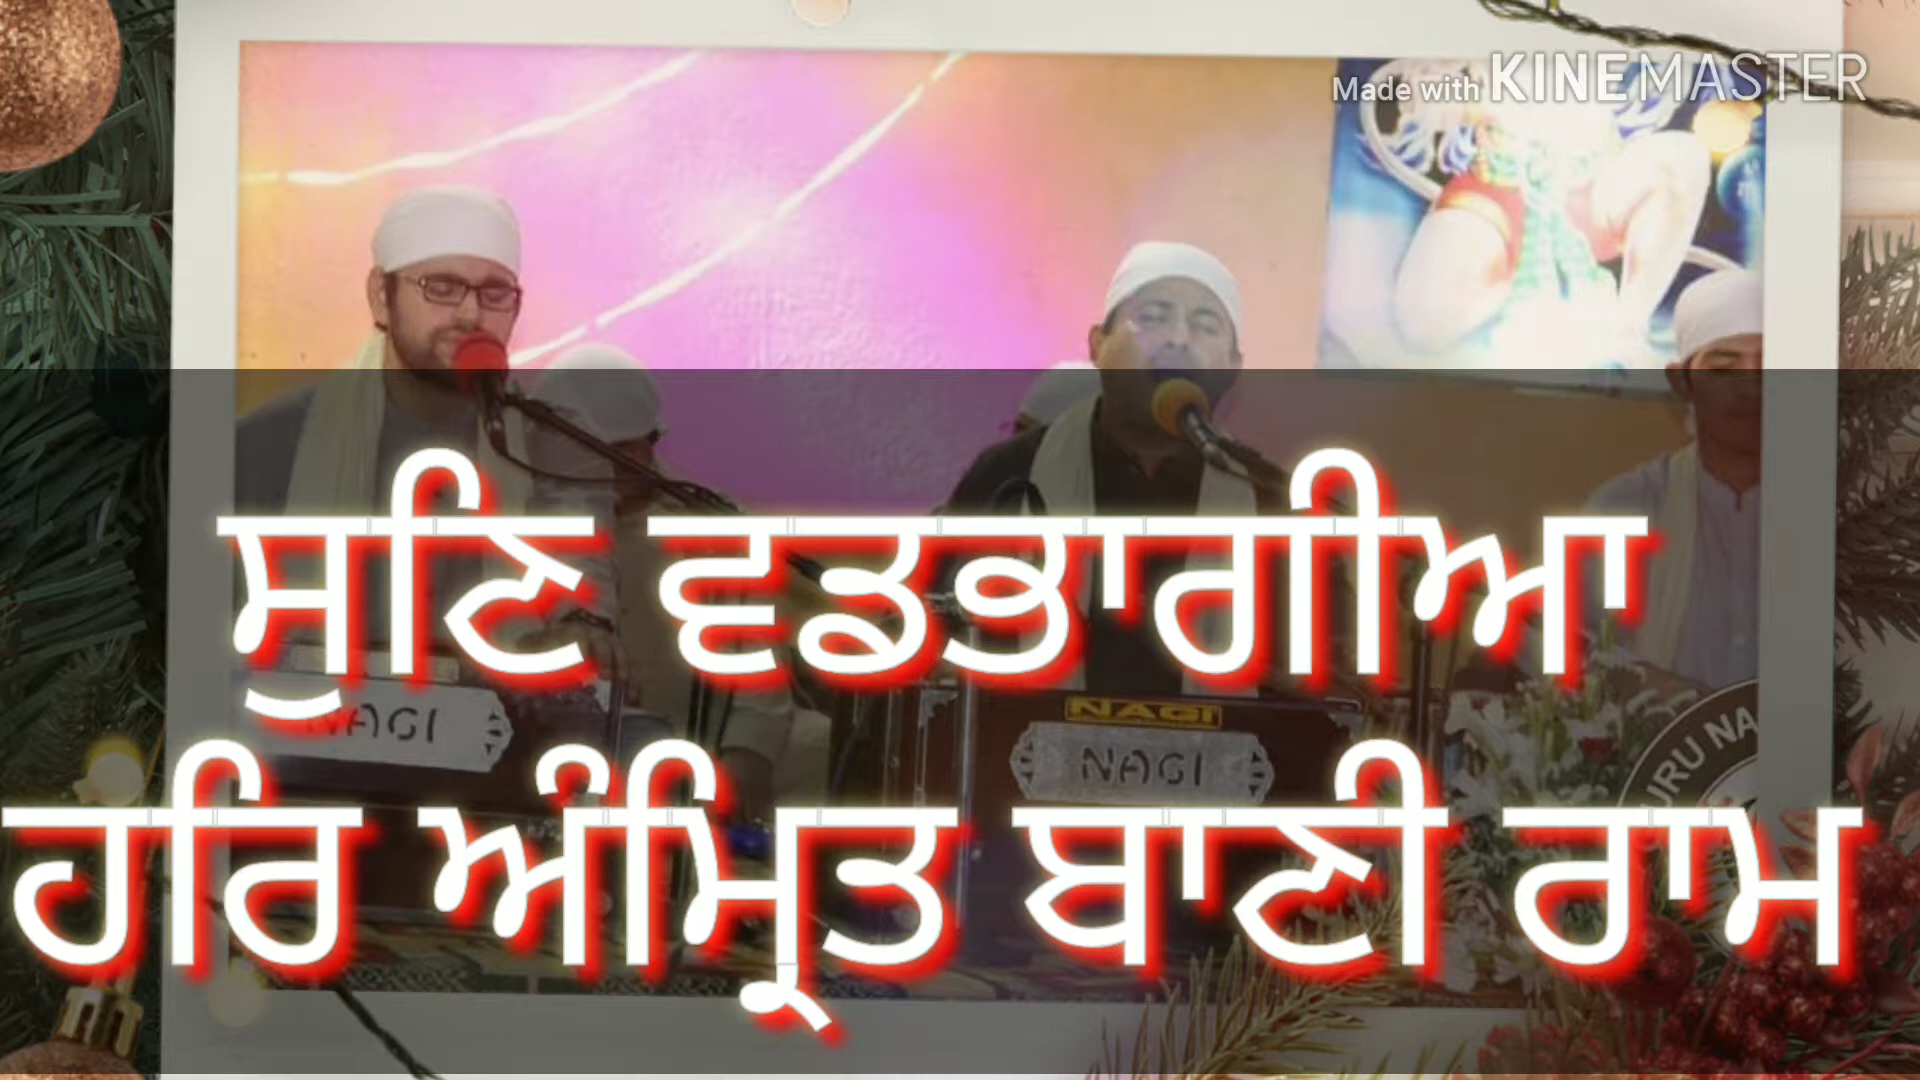 Made with KINEMASTER
ਸੁਣਿ ਵਡਭਾਗੀਆ
NAGI
NAGI
NAGI
ਹਰਿ ਅੰਮ੍ਰਿਤ ਬਾਣੀ ਰਾਮ